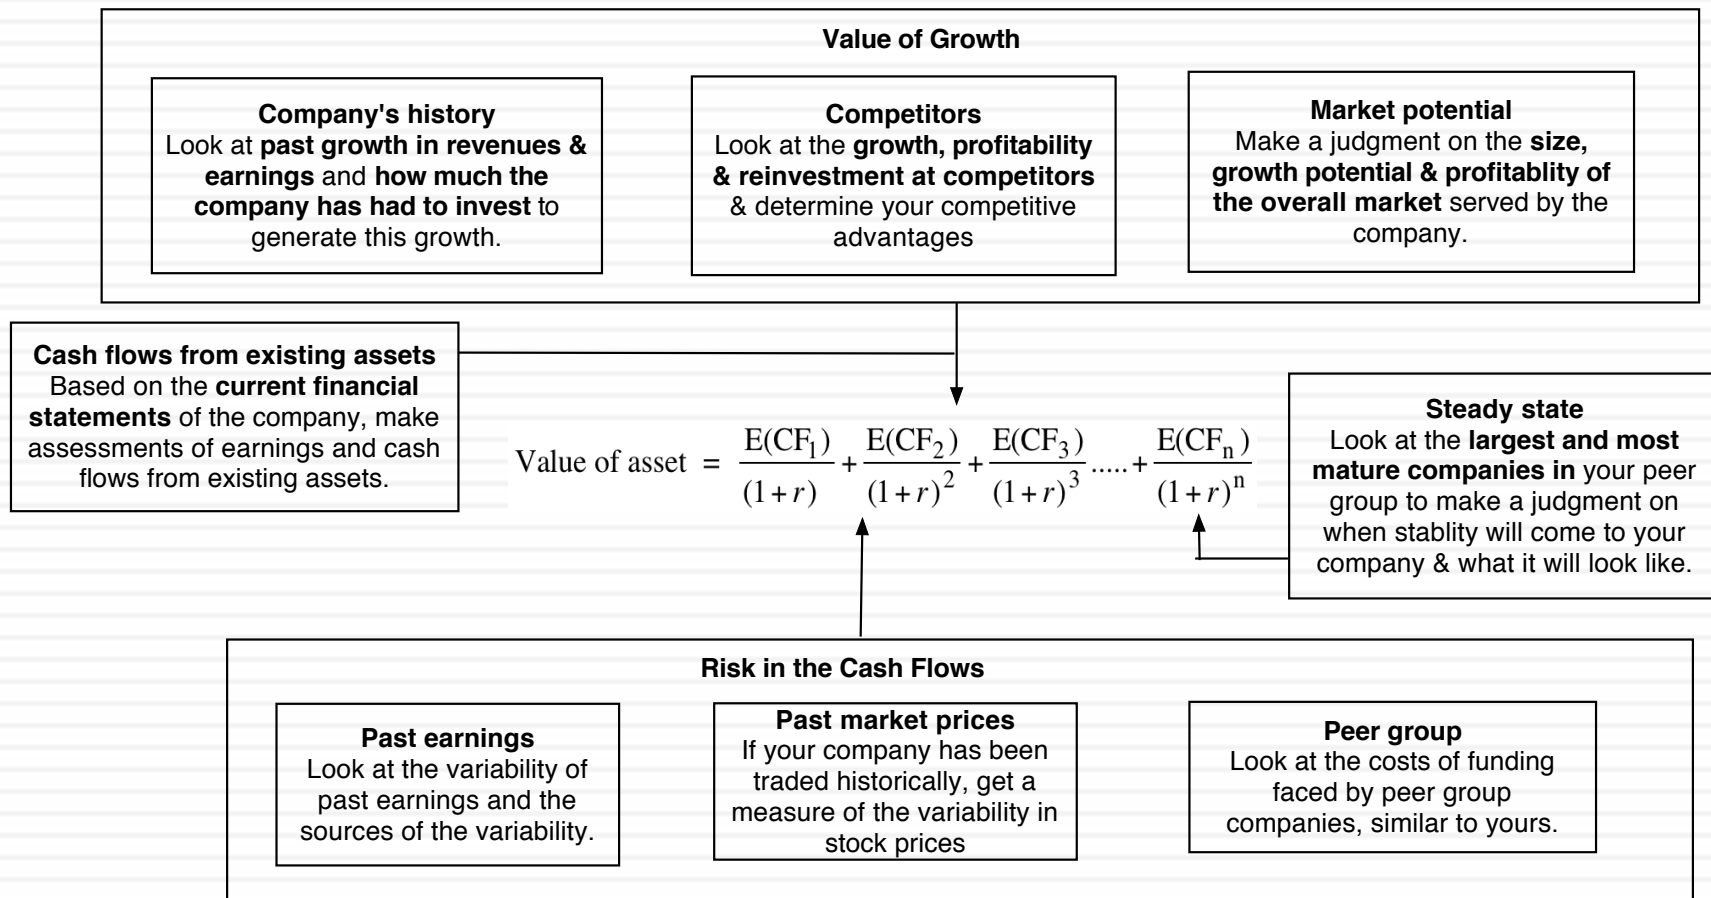 Value of Growth
Company's history
Look at past growth in revenues &
earnings and how much the
company has had to invest to
generate this growth.
Competitors
Look at the growth, profitability
& reinvestment at competitors
& determine your competitive
advantages
Market potential
Make a judgment on the size,
growth potential & profitablity of
the overall market served by the
company.
Cash flows from existing assets
Based on the current financial
statements of the company, make
assessments of earnings and cash
flows from existing assets.
Value of asset = E(CF₁)/(1+r) + E(CF₂)/(1+r)² + E(CF₃)/(1+r)³ ..... + E(CFₙ)/(1+r)ⁿ
Steady state
Look at the largest and most
mature companies in your peer
group to make a judgment on
when stablity will come to your
company & what it will look like.
Risk in the Cash Flows
Past earnings
Look at the variability of
past earnings and the
sources of the variability.
Past market prices
If your company has been
traded historically, get a
measure of the variability in
stock prices
Peer group
Look at the costs of funding
faced by peer group
companies, similar to yours.